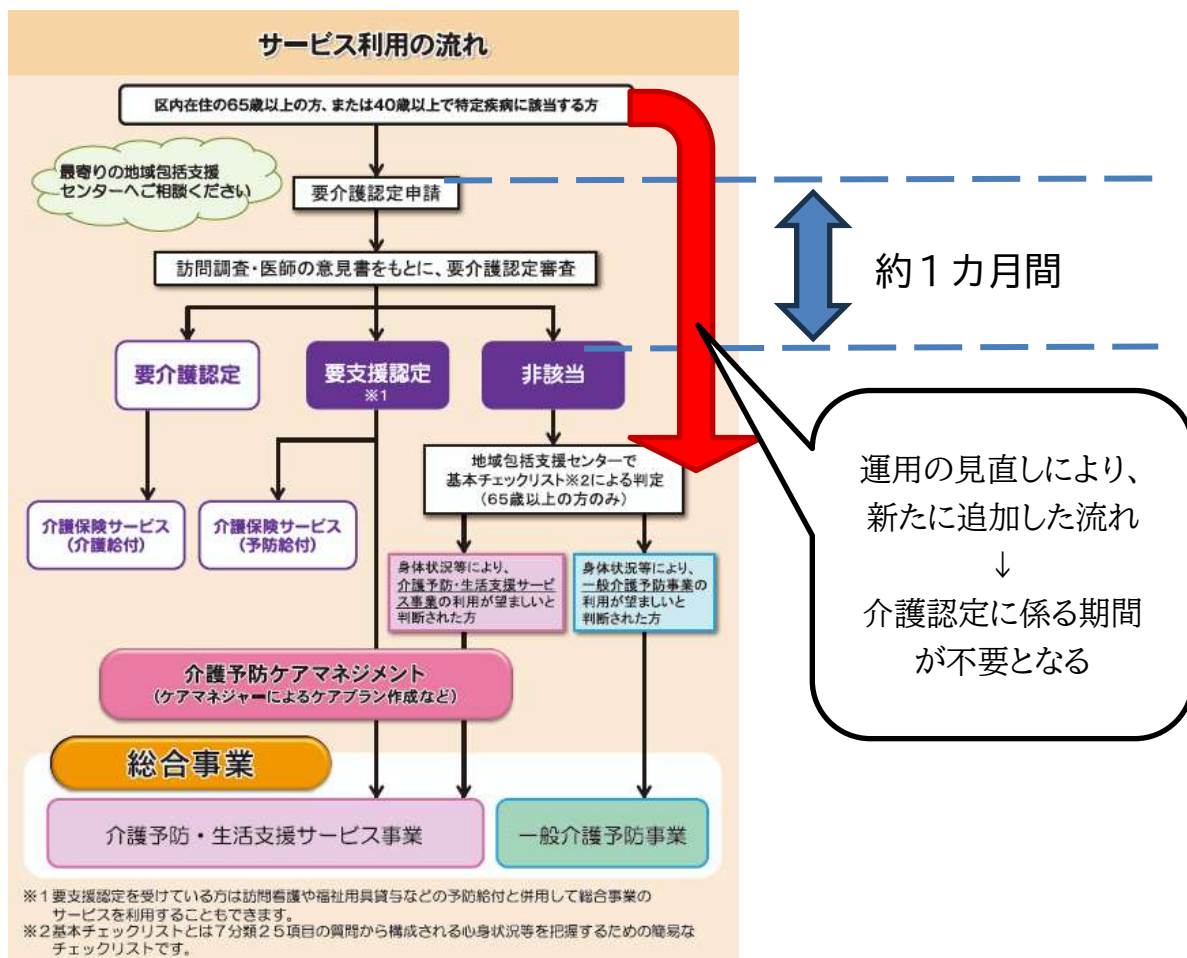 サービス利用の流れ
区内在住の65歳以上の方、または40歳以上で特定疾病に該当する方
最寄りの地域包括支援
センターへご相談ください
要介護認定申請
訪問調査・医師の意見書をもとに、要介護認定審査
約1カ月間
要介護認定
要支援認定
※1
非該当
地域包括支援センターで
基本チェックリスト※2による判定
(65歳以上の方のみ)
運用の見直しにより、
新たに追加した流れ
↓
介護認定に係る期間
が不要となる
介護保険サービス
(介護給付)
介護保険サービス
(予防給付)
身体状況等により、
介護予防・生活支援サービ
ス事業の利用が望ましいと
判断された方
身体状況等により、
一般介護予防事業の
利用が望ましいと
判断された方
介護予防ケアマネジメント
(ケアマネジャーによるケアプラン作成など)
総合事業
介護予防・生活支援サービス事業
一般介護予防事業
※1要支援認定を受けている方は訪問看護や福祉用具貸与などの予防給付と併用して総合事業の
サービスを利用することもできます。
※2基本チェックリストとは7分類25項目の質問から構成される心身状況等を把握するための簡易な
チェックリストです。